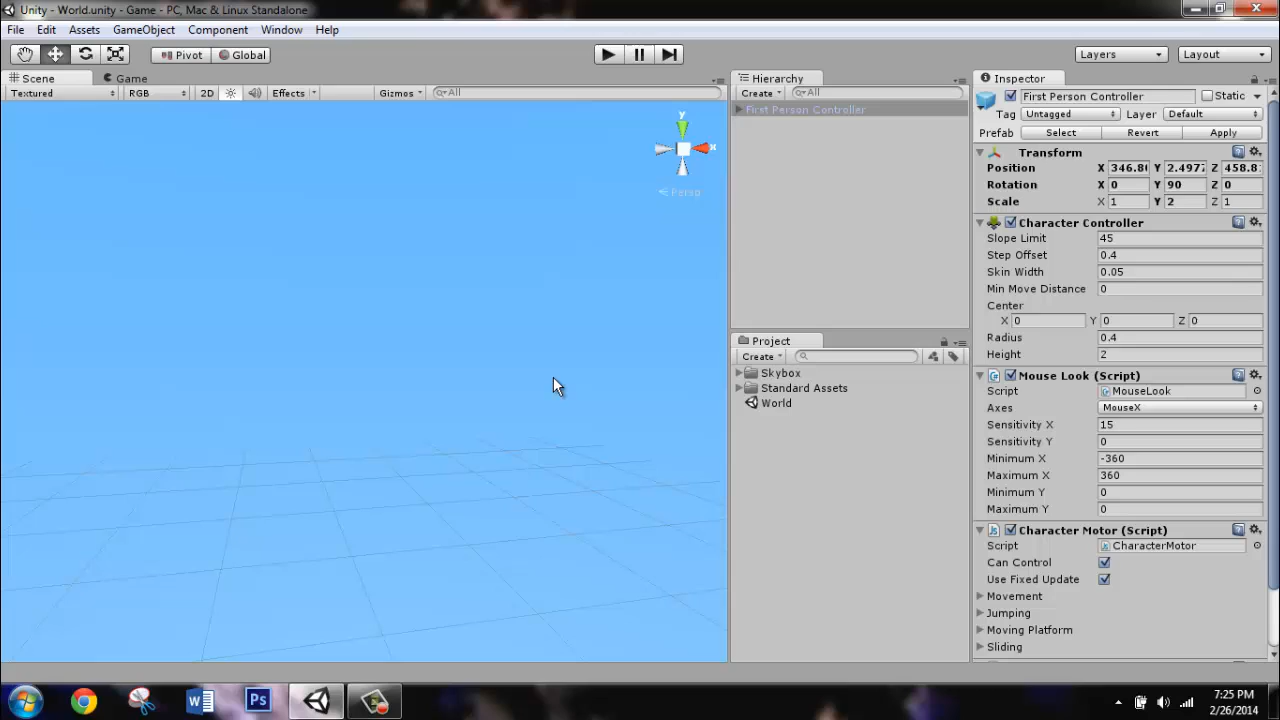 Unity - World.unity - Game - PC, Mac & Linux Standalone
File Edit Assets GameObject Component Window Help
Pivot Global Layers Layout
Scene Game
Textured RGB 2D Effects Gizmos All
y
x
Persp
Hierarchy
Create All
First Person Controller
Project
Create
Skybox
Standard Assets
World
Inspector
First Person Controller Static
Tag Untagged Layer Default
Prefab Select Revert Apply
Transform
Position X 346.8 Y 2.497 Z 458.8
Rotation X 0 Y 90 Z 0
Scale X 1 Y 2 Z 1
Character Controller
Slope Limit 45
Step Offset 0.4
Skin Width 0.05
Min Move Distance 0
Center
X 0 Y 0 Z 0
Radius 0.4
Height 2
Mouse Look (Script)
Script MouseLook
Axes MouseX
Sensitivity X 15
Sensitivity Y 0
Minimum X -360
Maximum X 360
Minimum Y 0
Maximum Y 0
Character Motor (Script)
Script CharacterMotor
Can Control
Use Fixed Update
Movement
Jumping
Moving Platform
Sliding
W
Ps
7:25 PM
2/26/2014